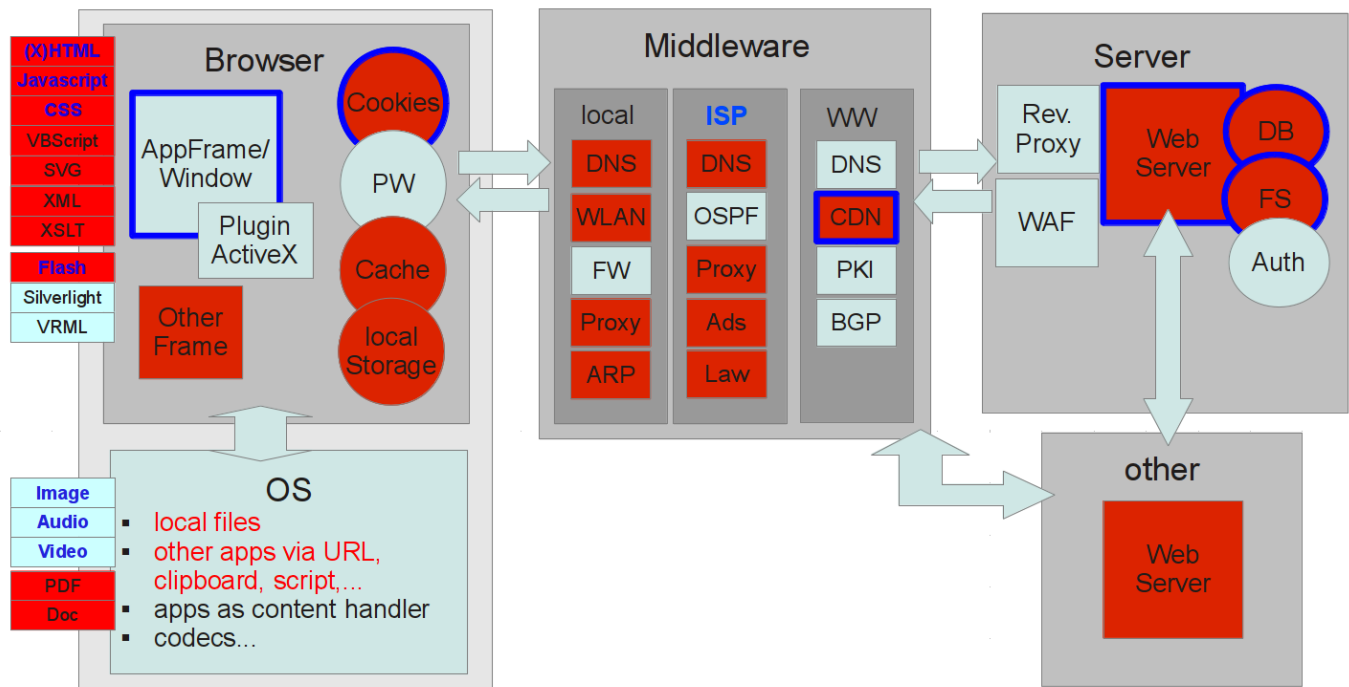 Browser
(X)HTML
Javascript
CSS
VBScript
SVG
XML
XSLT
Flash
Silverlight
VRML
AppFrame/
Window
Plugin
ActiveX
Other
Frame
Cookies
PW
Cache
local
Storage
OS
Image
Audio
Video
PDF
Doc
▪ local files
▪ other apps via URL,
clipboard, script,...
▪ apps as content handler
▪ codecs...
Middleware
local
DNS
WLAN
FW
Proxy
ARP
ISP
DNS
OSPF
Proxy
Ads
Law
WW
DNS
CDN
PKI
BGP
Server
Rev.
Proxy
WAF
Web
Server
DB
FS
Auth
other
Web
Server